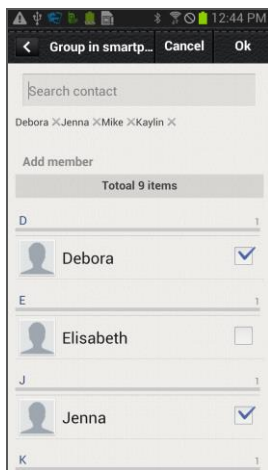 12:44 PM
Group in smartp... Cancel Ok
Search contact
Debora ×Jenna ×Mike ×Kaylin ×
Add member
Totoal 9 items
D 1
Debora
E 1
Elisabeth
J 1
Jenna
K 1